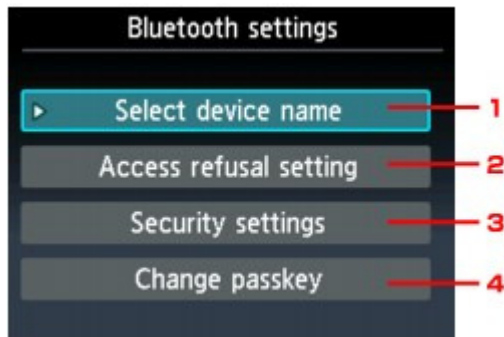 Bluetooth settings
Select device name 1
Access refusal setting 2
Security settings 3
Change passkey 4